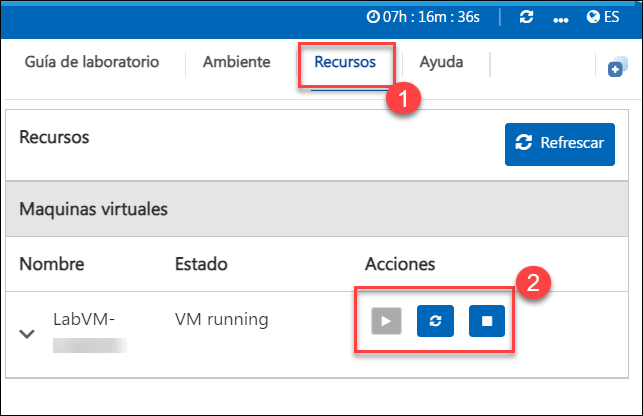 07h : 16m : 36s ... ES
Guía de laboratorio Ambiente Recursos Ayuda
1
Recursos Refrescar
Maquinas virtuales
Nombre Estado Acciones
2
LabVM- VM running